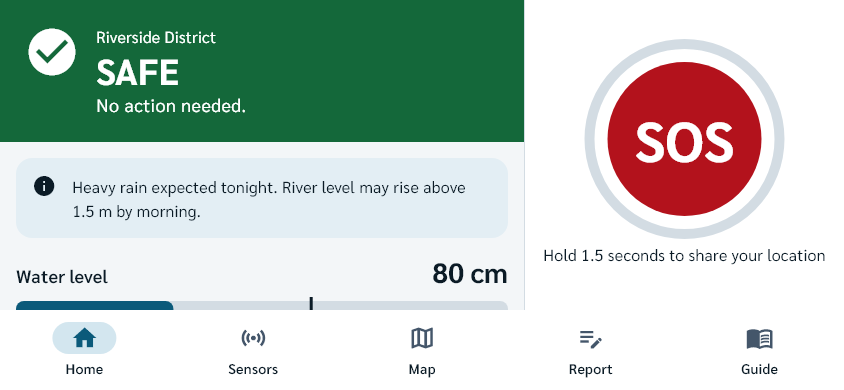 Riverside District
SAFE
No action needed.
Heavy rain expected tonight. River level may rise above
1.5 m by morning.
Water level
80 cm
SOS
Hold 1.5 seconds to share your location
Home
Sensors
Map
Report
Guide